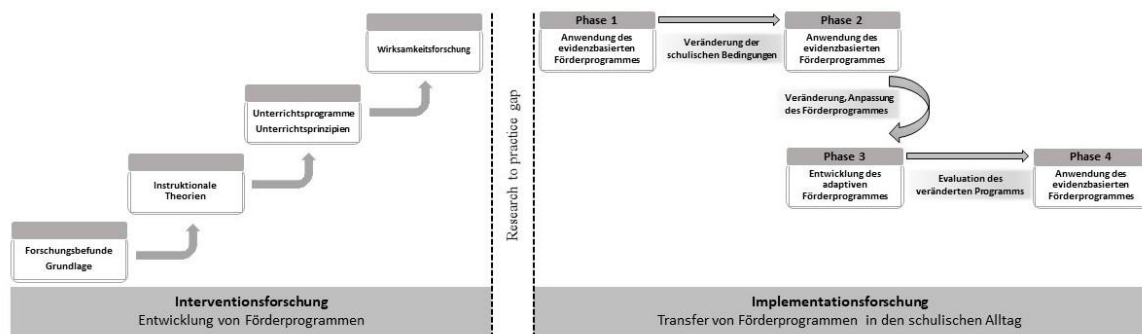 Wirksamkeitsforschung
Unterrichtsprogramme
Unterrichtsprinzipien
Instruktionale
Theorien
Forschungsbefunde
Grundlage
Interventionsforschung
Entwicklung von Förderprogrammen
Research to practice gap
Phase 1
Anwendung des
evidenzbasierten
Förderprogrammes
Veränderung der
schulischen Bedingungen
Phase 2
Anwendung des
evidenzbasierten
Förderprogrammes
Veränderung, Anpassung
des Förderprogrammes
Phase 3
Entwicklung des
adaptiven
Förderprogrammes
Evaluation des
veränderten Programms
Phase 4
Anwendung des
evidenzbasierten
Förderprogrammes
Implementationsforschung
Transfer von Förderprogrammen in den schulischen Alltag